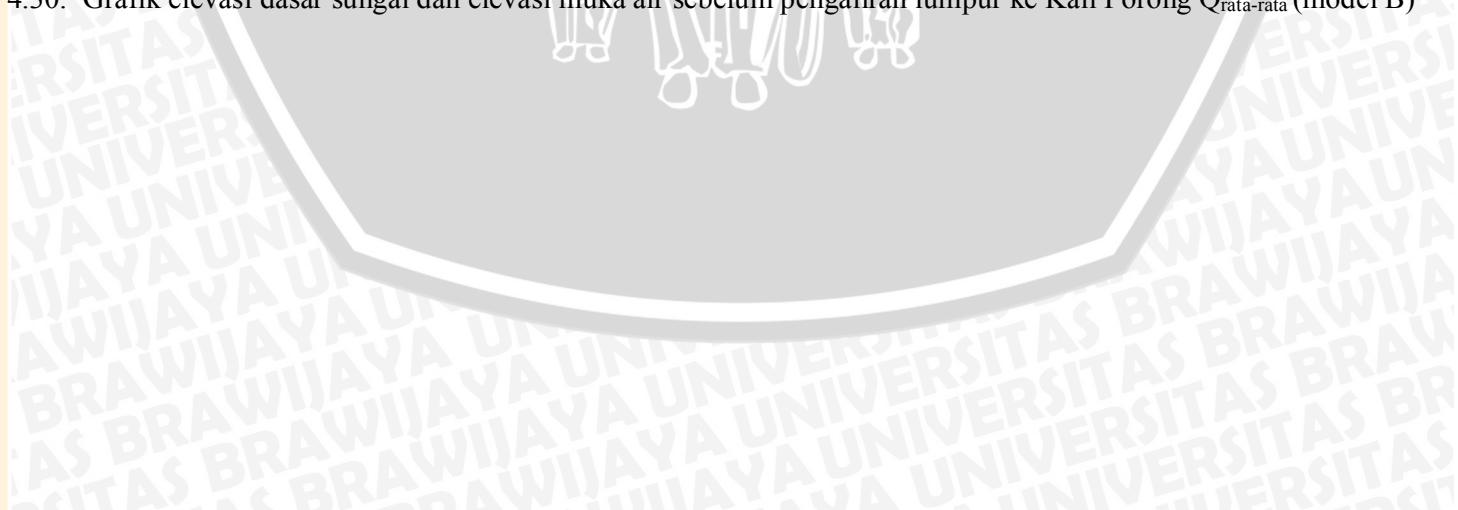 4.30. Grafik elevasi dasar sungai dan elevasi muka air sebelum pengaliran lumpur ke Kali Porong Qrata-rata (model B)